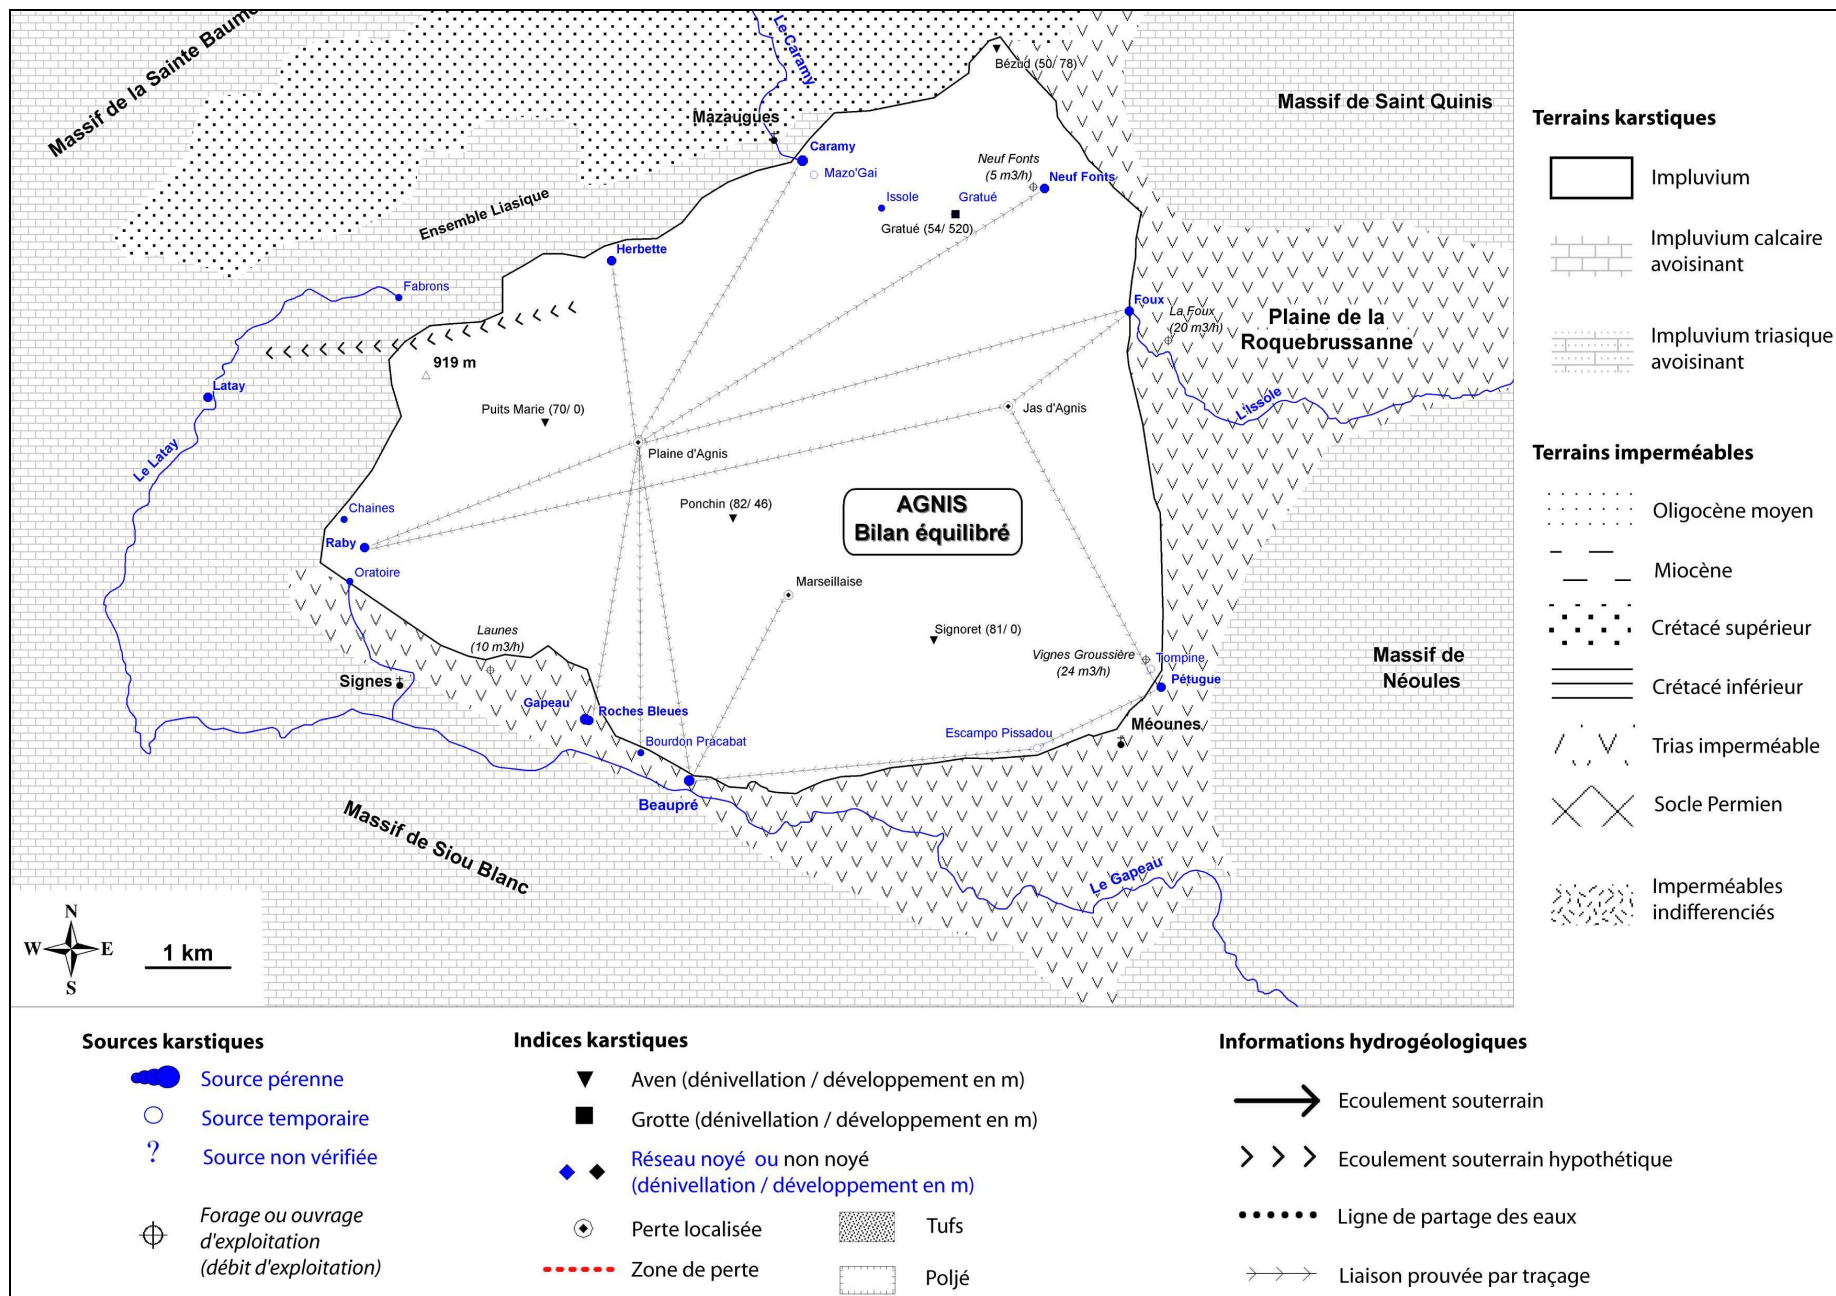 Massif de la Sainte Baume
Le Caramy
Bézud (50/ 78)
Massif de Saint Quinis
Mazaugues
Caramy
Mazo'Gai
Neuf Fonts
(5 m3/h)
Neuf Fonts
Issole
Gratué
Gratué (54/ 520)
Ensemble Liasique
Herbette
Fabrons
Foux
La Foux
(20 m3/h)
Plaine de la
Roquebrussanne
919 m
Latay
L'Issole
Puits Marie (70/ 0)
Jas d'Agnis
Le Latay
Plaine d'Agnis
Ponchin (82/ 46)
AGNIS
Bilan équilibré
Chaines
Raby
Oratoire
Marseillaise
Launes
(10 m3/h)
Signoret (81/ 0)
Vignes Groussière
(24 m3/h)
Tompine
Pétugue
Massif de
Néoules
Signes
Gapeau
Roches Bleues
Bourdon Pracabat
Escampo Pissadou
Méounes
Beaupré
Massif de Siou Blanc
Le Gapeau
N
W
E
S
1 km
Terrains karstiques
Impluvium
Impluvium calcaire
avoisinant
Impluvium triasique
avoisinant
Terrains imperméables
Oligocène moyen
Miocène
Crétacé supérieur
Crétacé inférieur
Trias imperméable
Socle Permien
Imperméables
indifferenciés
Sources karstiques
Source pérenne
Source temporaire
?
Source non vérifiée
Forage ou ouvrage
d'exploitation
(débit d'exploitation)
Indices karstiques
Aven (dénivellation / développement en m)
Grotte (dénivellation / développement en m)
Réseau noyé ou non noyé
(dénivellation / développement en m)
Perte localisée
Zone de perte
Tufs
Poljé
Informations hydrogéologiques
Ecoulement souterrain
Ecoulement souterrain hypothétique
Ligne de partage des eaux
Liaison prouvée par traçage